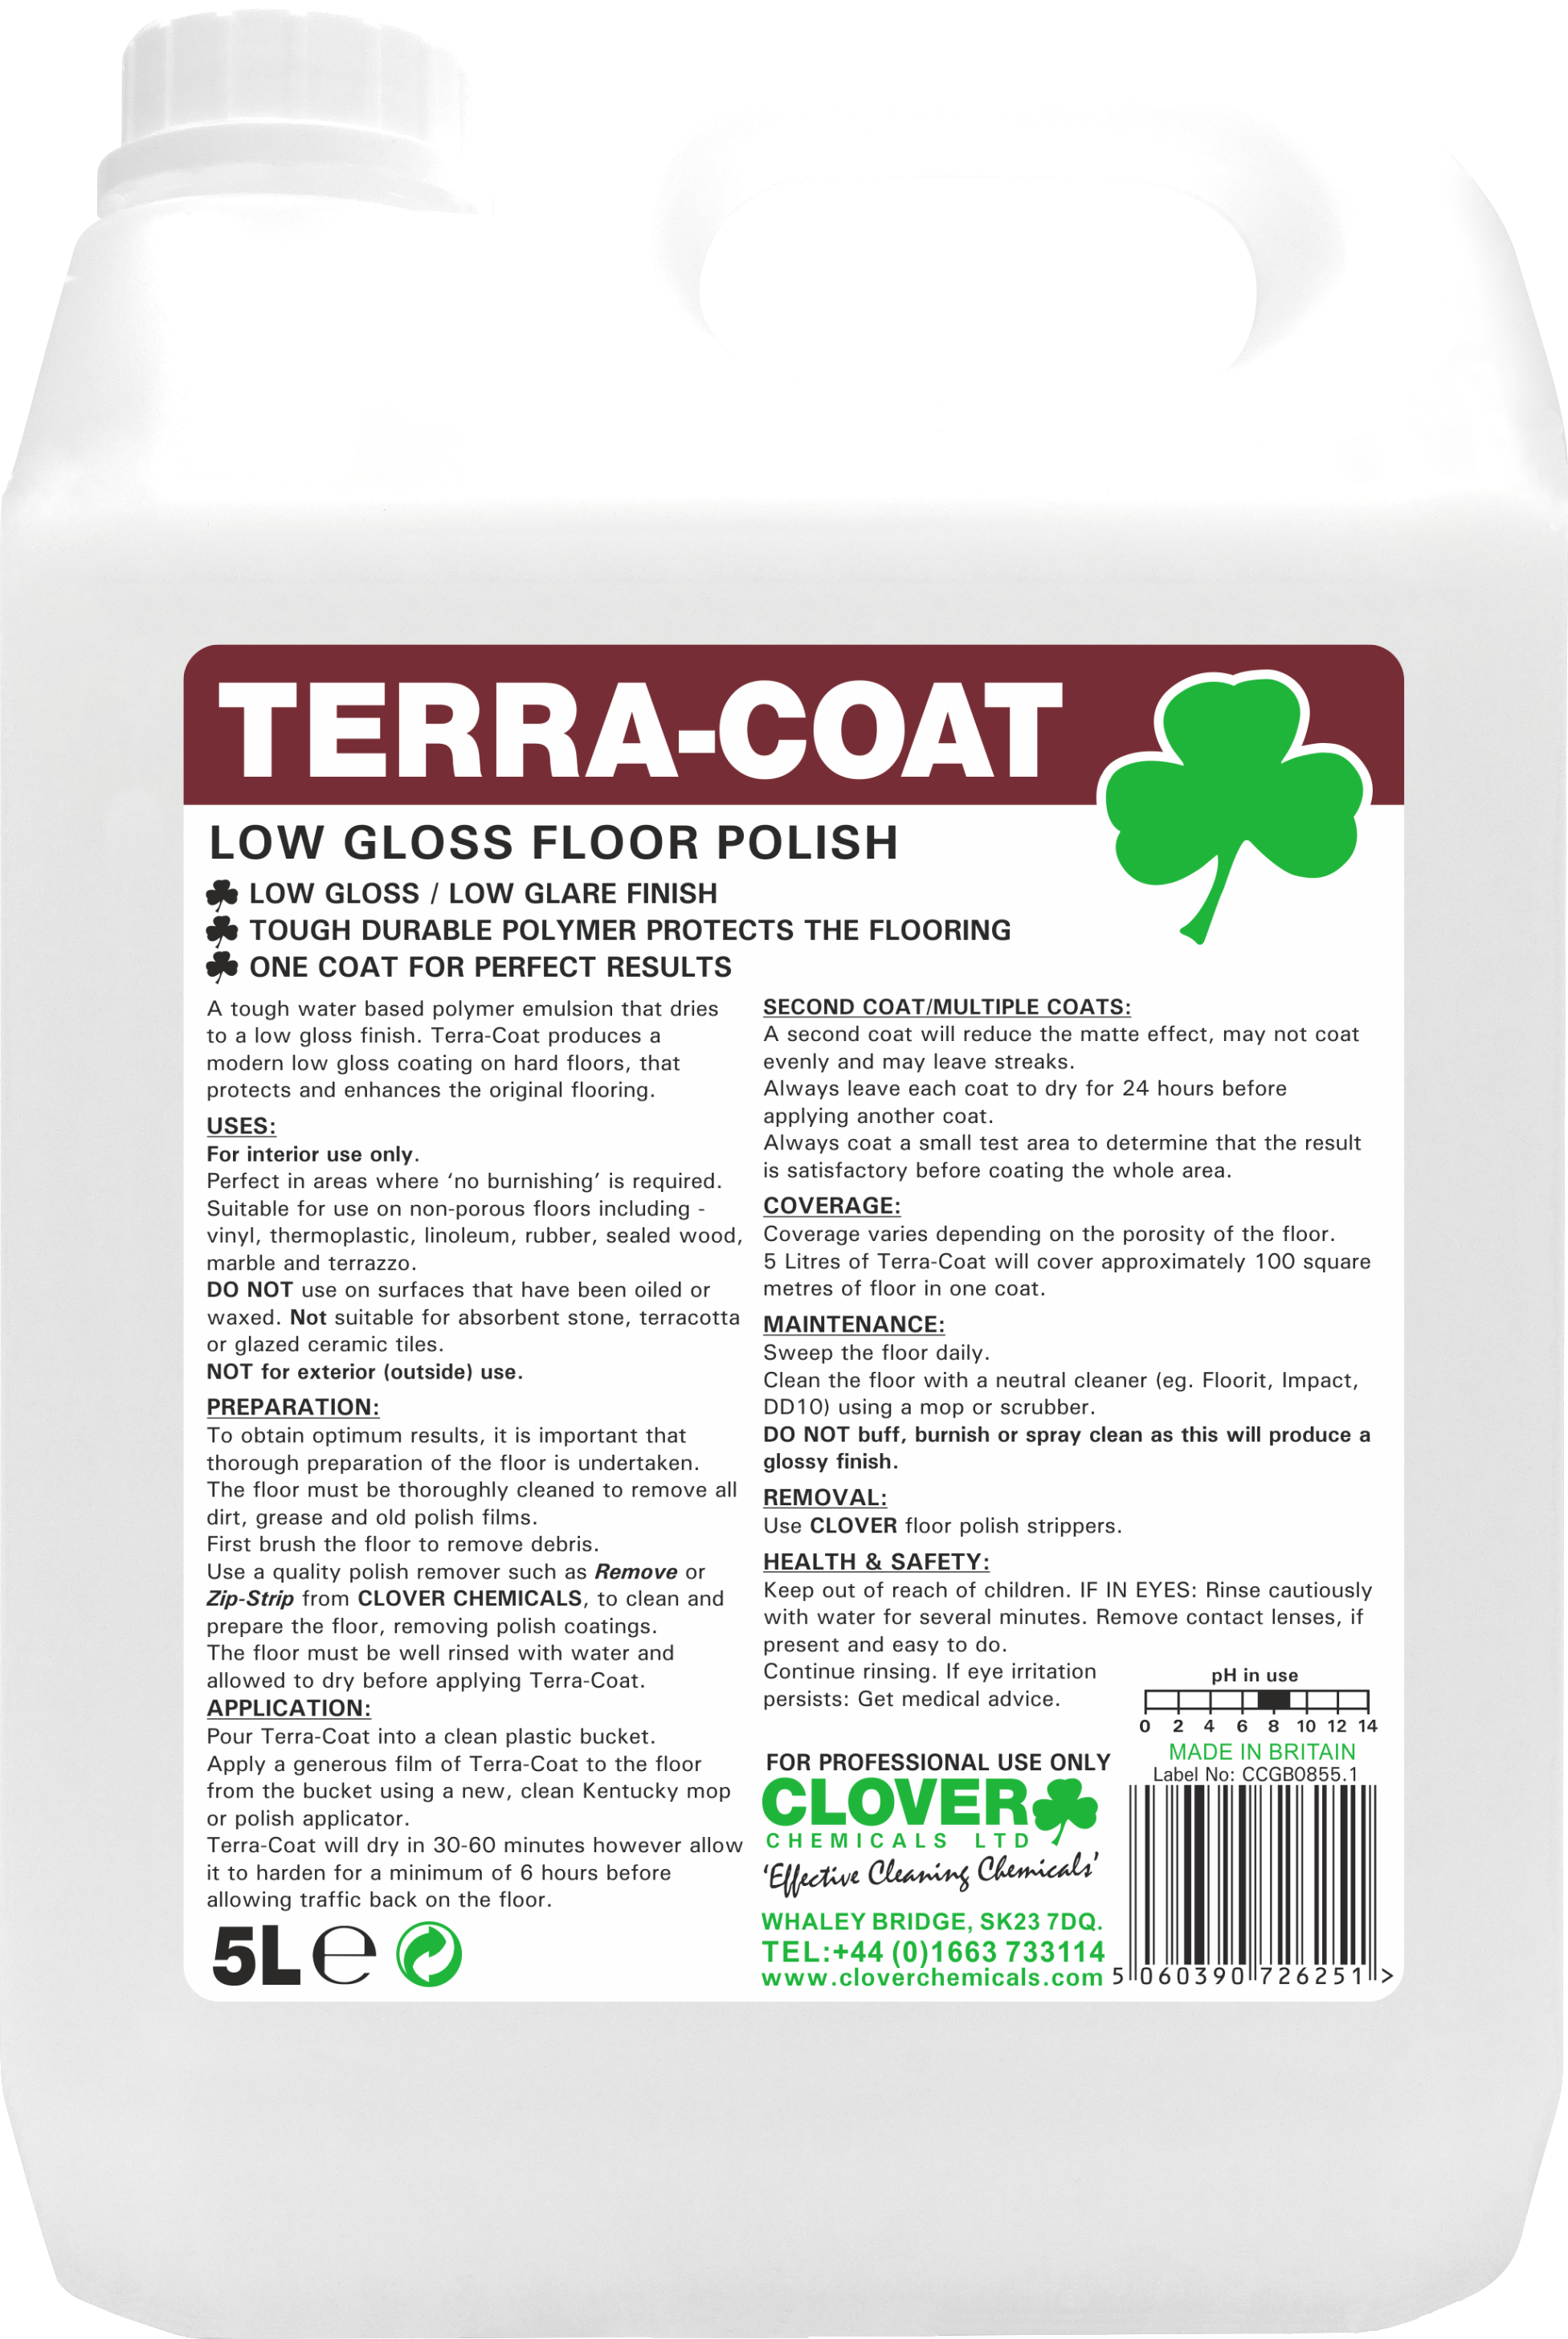 TERRA-COAT
LOW GLOSS FLOOR POLISH
LOW GLOSS / LOW GLARE FINISH
TOUGH DURABLE POLYMER PROTECTS THE FLOORING
ONE COAT FOR PERFECT RESULTS
A tough water based polymer emulsion that dries
to a low gloss finish. Terra-Coat produces a
modern low gloss coating on hard floors, that
protects and enhances the original flooring.
USES:
For interior use only.
Perfect in areas where ‘no burnishing’ is required.
Suitable for use on non-porous floors including -
vinyl, thermoplastic, linoleum, rubber, sealed wood,
marble and terrazzo.
DO NOT use on surfaces that have been oiled or
waxed. Not suitable for absorbent stone, terracotta
or glazed ceramic tiles.
NOT for exterior (outside) use.
PREPARATION:
To obtain optimum results, it is important that
thorough preparation of the floor is undertaken.
The floor must be thoroughly cleaned to remove all
dirt, grease and old polish films.
First brush the floor to remove debris.
Use a quality polish remover such as Remove or
Zip-Strip from CLOVER CHEMICALS, to clean and
prepare the floor, removing polish coatings.
The floor must be well rinsed with water and
allowed to dry before applying Terra-Coat.
APPLICATION:
Pour Terra-Coat into a clean plastic bucket.
Apply a generous film of Terra-Coat to the floor
from the bucket using a new, clean Kentucky mop
or polish applicator.
Terra-Coat will dry in 30-60 minutes however allow
it to harden for a minimum of 6 hours before
allowing traffic back on the floor.
5L e
SECOND COAT/MULTIPLE COATS:
A second coat will reduce the matte effect, may not coat
evenly and may leave streaks.
Always leave each coat to dry for 24 hours before
applying another coat.
Always coat a small test area to determine that the result
is satisfactory before coating the whole area.
COVERAGE:
Coverage varies depending on the porosity of the floor.
5 Litres of Terra-Coat will cover approximately 100 square
metres of floor in one coat.
MAINTENANCE:
Sweep the floor daily.
Clean the floor with a neutral cleaner (eg. Floorit, Impact,
DD10) using a mop or scrubber.
DO NOT buff, burnish or spray clean as this will produce a
glossy finish.
REMOVAL:
Use CLOVER floor polish strippers.
HEALTH & SAFETY:
Keep out of reach of children. IF IN EYES: Rinse cautiously
with water for several minutes. Remove contact lenses, if
present and easy to do.
Continue rinsing. If eye irritation
persists: Get medical advice.
pH in use
0 2 4 6 8 10 12 14
MADE IN BRITAIN
Label No: CCGB0855.1
FOR PROFESSIONAL USE ONLY
CLOVER
CHEMICALS LTD
‘Effective Cleaning Chemicals’
WHALEY BRIDGE, SK23 7DQ.
TEL:+44 (0)1663 733114
www.cloverchemicals.com
5 060390 726251 >